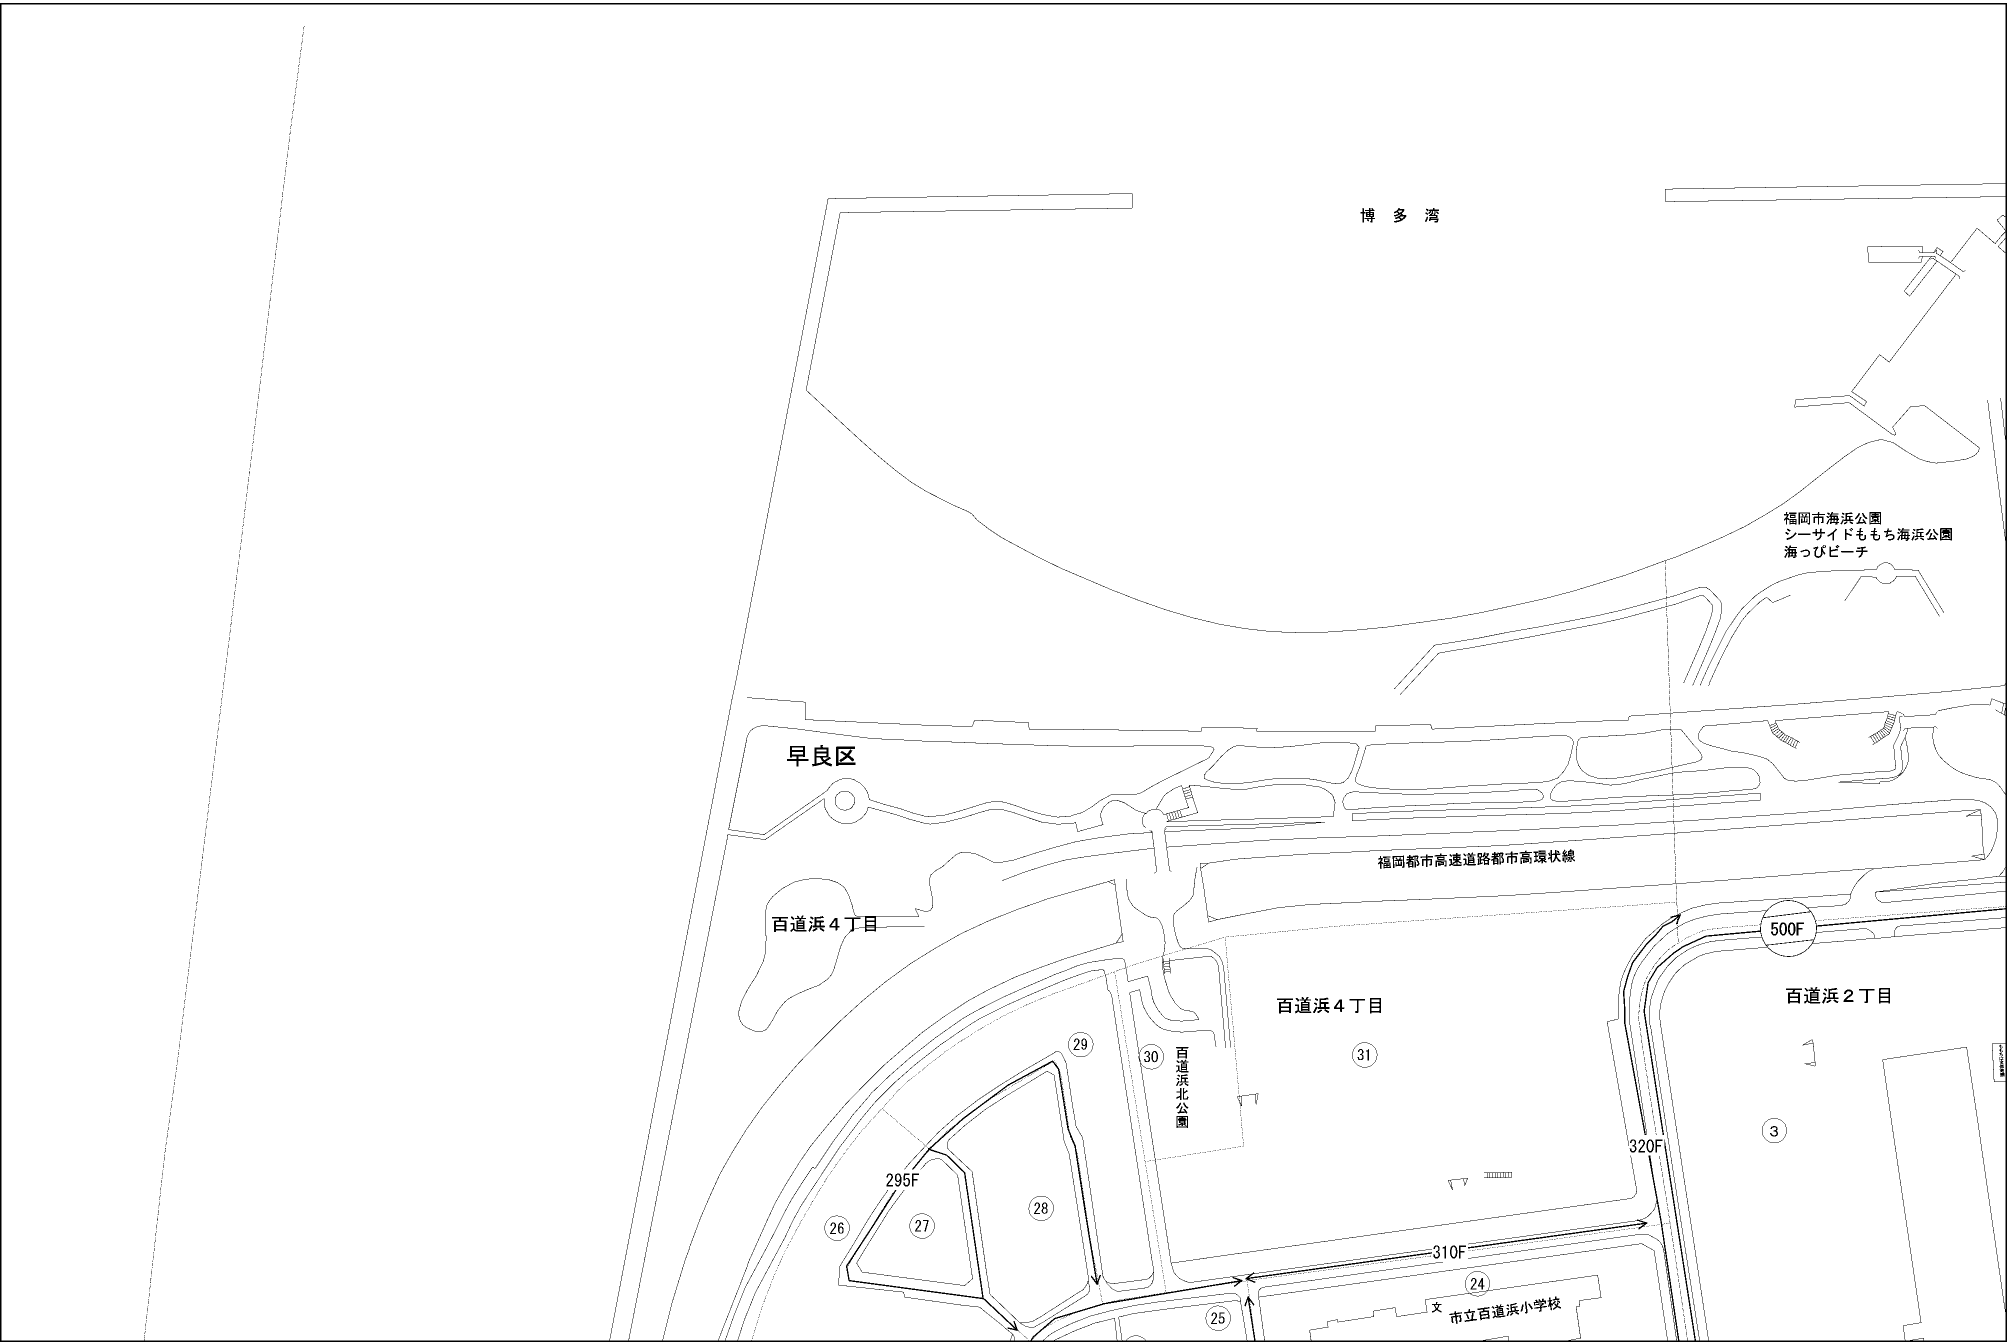 博多湾
福岡市海浜公園
シーサイドももち海浜公園
海っぴビーチ
早良区
福岡都市高速道路都市高環状線
百道浜４丁目
500F
百道浜４丁目
百道浜２丁目
29
30
31
百道浜北公園
3
320F
295F
28
27
26
310F
24
25
文
市立百道浜小学校